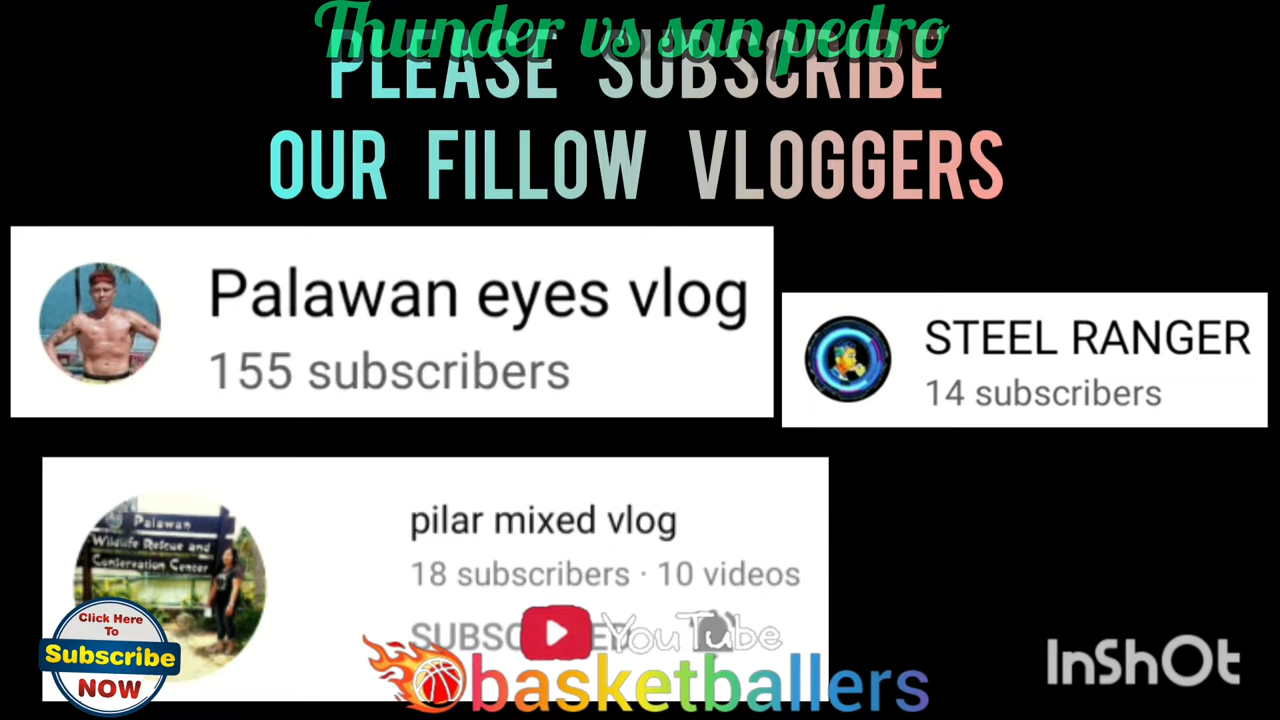 Thunder vs san pedro
PLEASE SUBSCRIBE
OUR FILLOW VLOGGERS
Palawan eyes vlog
155 subscribers
STEEL RANGER
14 subscribers
pilar mixed vlog
18 subscribers · 10 videos
Palawan
Wildlife Rescue and
Conservation Center
YouTube
Click Here
To
Subscribe
NOW
basketballers
InShOt